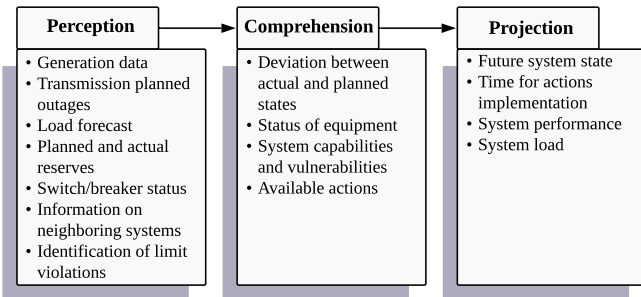 Perception
• Generation data
• Transmission planned
outages
• Load forecast
• Planned and actual
reserves
• Switch/breaker status
• Information on
neighboring systems
• Identification of limit
violations
Comprehension
• Deviation between
actual and planned
states
• Status of equipment
• System capabilities
and vulnerabilities
• Available actions
Projection
• Future system state
• Time for actions
implementation
• System performance
• System load